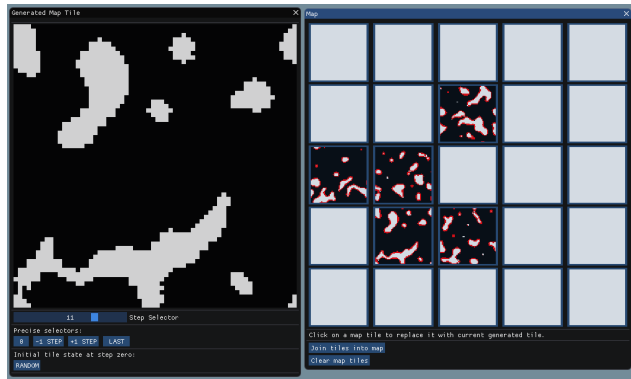 Generated Map Tile
11 Step Selector
Precise selectors:
0 -1 STEP +1 STEP LAST
Initial tile state at step zero:
RANDOM
Map
Click on a map tile to replace it with current generated tile.
Join tiles into map
Clear map tiles